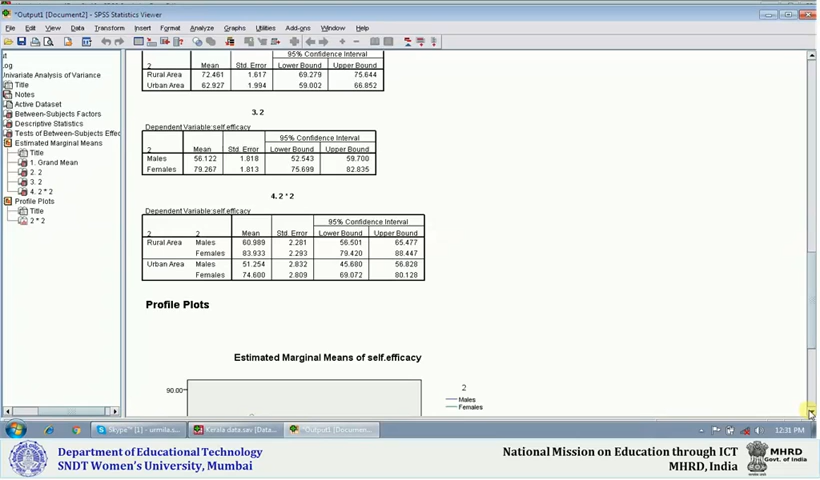 *Output1 [Document2] - SPSS Statistics Viewer
File Edit View Data Transform Insert Format Analyze Graphs Utilities Add-ons Window Help
Univariate Analysis of Variance
Title
Notes
Active Dataset
Between-Subjects Factors
Descriptive Statistics
Tests of Between-Subjects Effec
Estimated Marginal Means
Title
1. Grand Mean
2. 2
3. 2
4. 2 * 2
Profile Plots
Title
2 * 2
95% Confidence Interval
2 Mean Std. Error Lower Bound Upper Bound
Rural Area 72.461 1.617 69.279 75.644
Urban Area 62.927 1.994 59.002 66.852
3. 2
Dependent Variable:self.efficacy
95% Confidence Interval
2 Mean Std. Error Lower Bound Upper Bound
Males 56.122 1.818 52.543 59.700
Females 79.267 1.813 75.699 82.835
4. 2 * 2
Dependent Variable:self.efficacy
95% Confidence Interval
2 2 Mean Std. Error Lower Bound Upper Bound
Rural Area Males 60.989 2.281 56.501 65.477
Females 83.933 2.293 79.420 88.447
Urban Area Males 51.254 2.832 45.680 56.828
Females 74.600 2.809 69.072 80.128
Profile Plots
Estimated Marginal Means of self.efficacy
90.00
2
Males
Females
Skype™ [1] - urmila.s...
Kerala data.sav [Data...
*Output1 [Documen...
12:31 PM
Department of Educational Technology
SNDT Women's University, Mumbai
National Mission on Education through ICT
MHRD, India
MHRD
Govt. of India